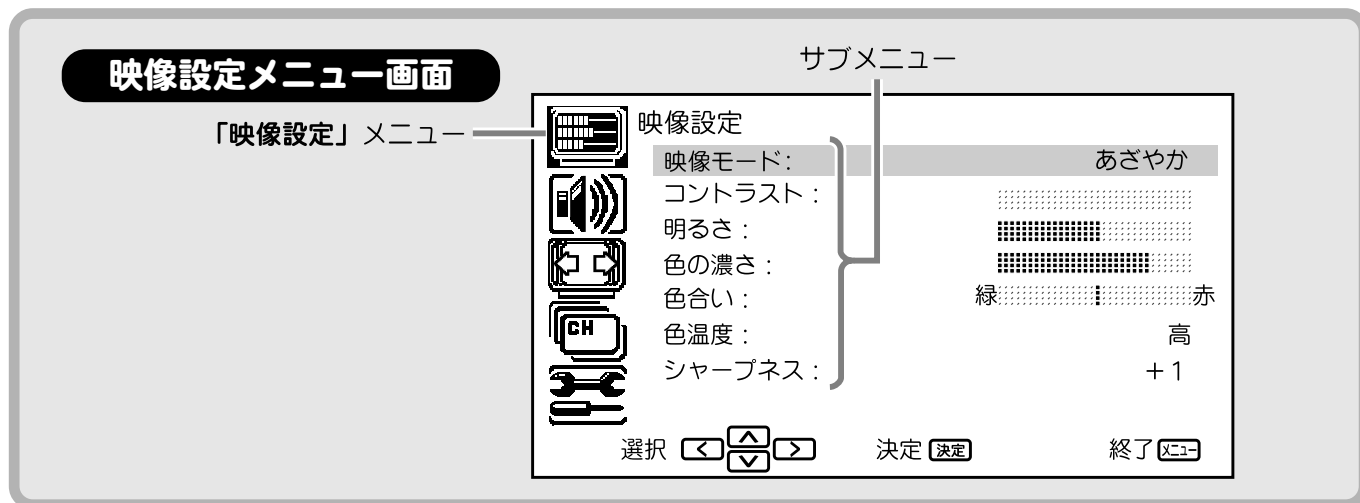 映像設定メニュー画面
サブメニュー
「映像設定」メニュー
映像設定
映像モード: あざやか
コントラスト:
明るさ:
色の濃さ:
色合い: 緑 赤
色温度: 高
シャープネス: +1
CH
選択 決定 決定 終了 メニュー